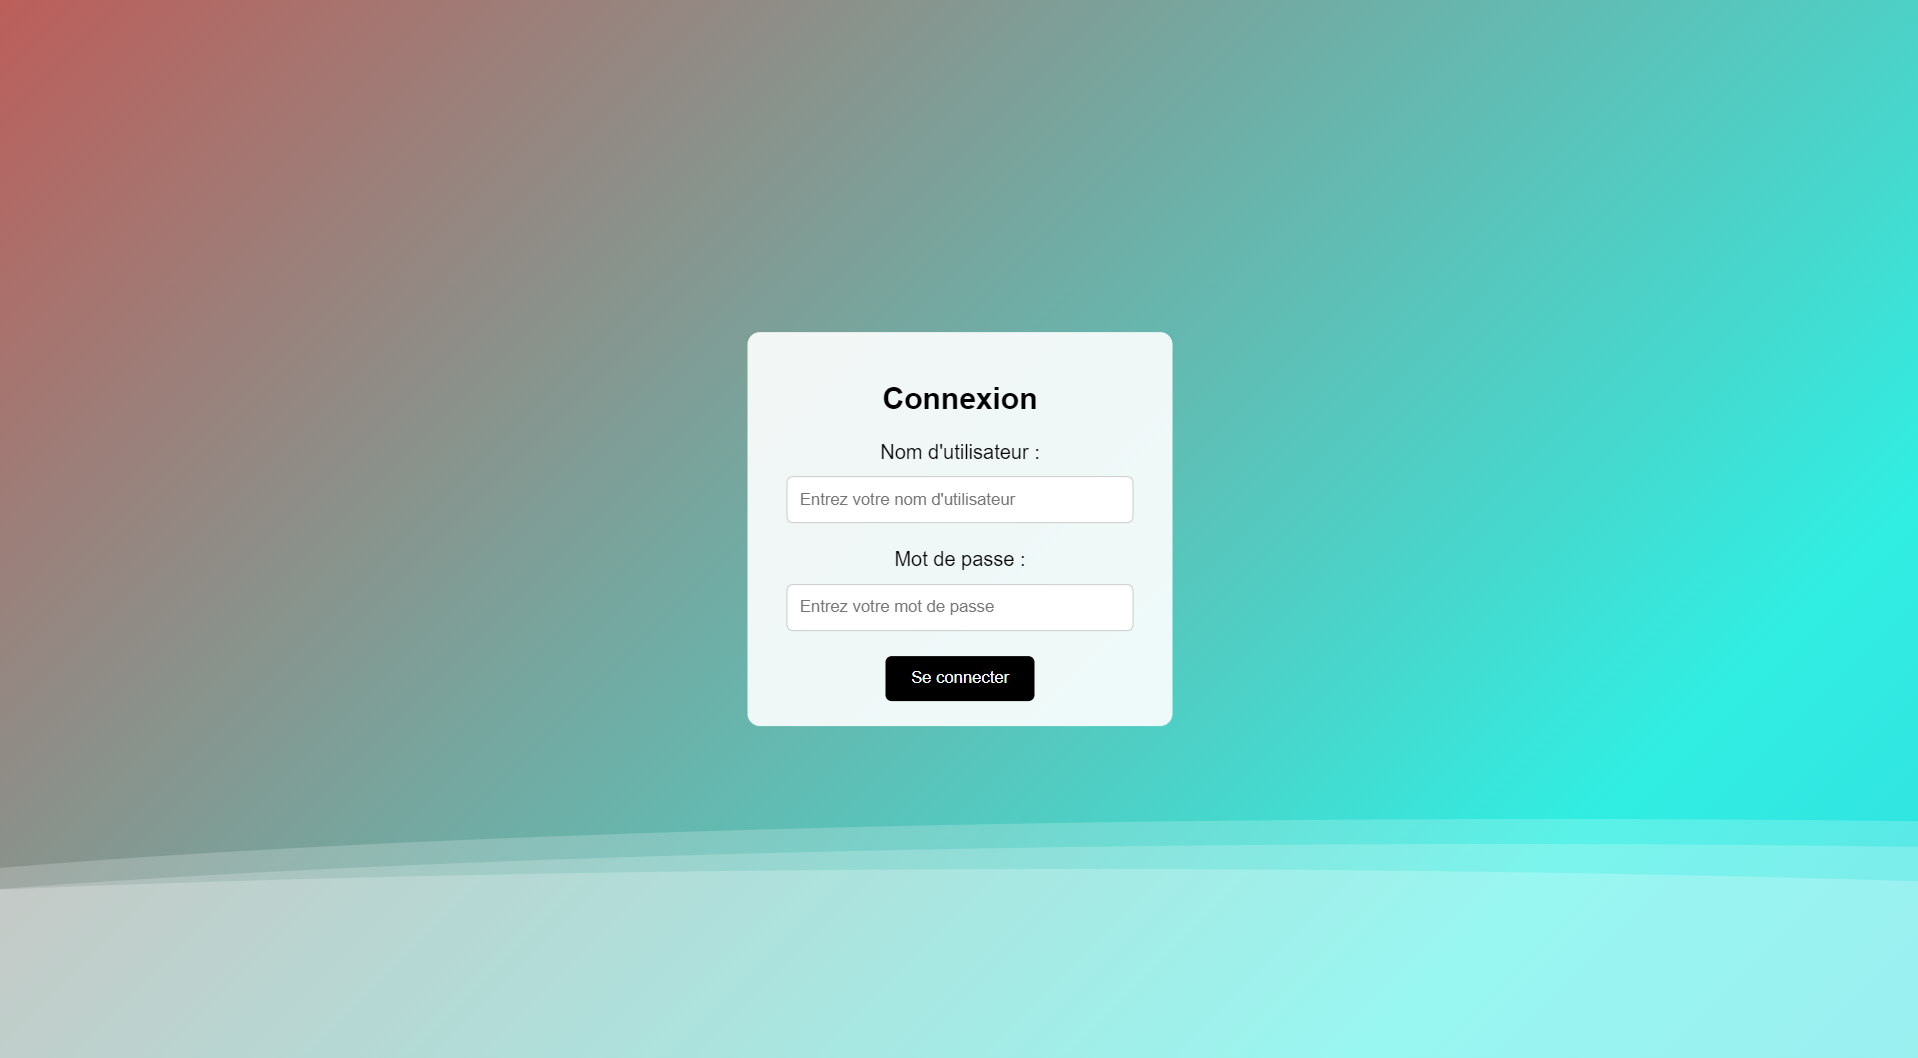 Connexion
Nom d'utilisateur :
Entrez votre nom d'utilisateur
Mot de passe :
Entrez votre mot de passe
Se connecter